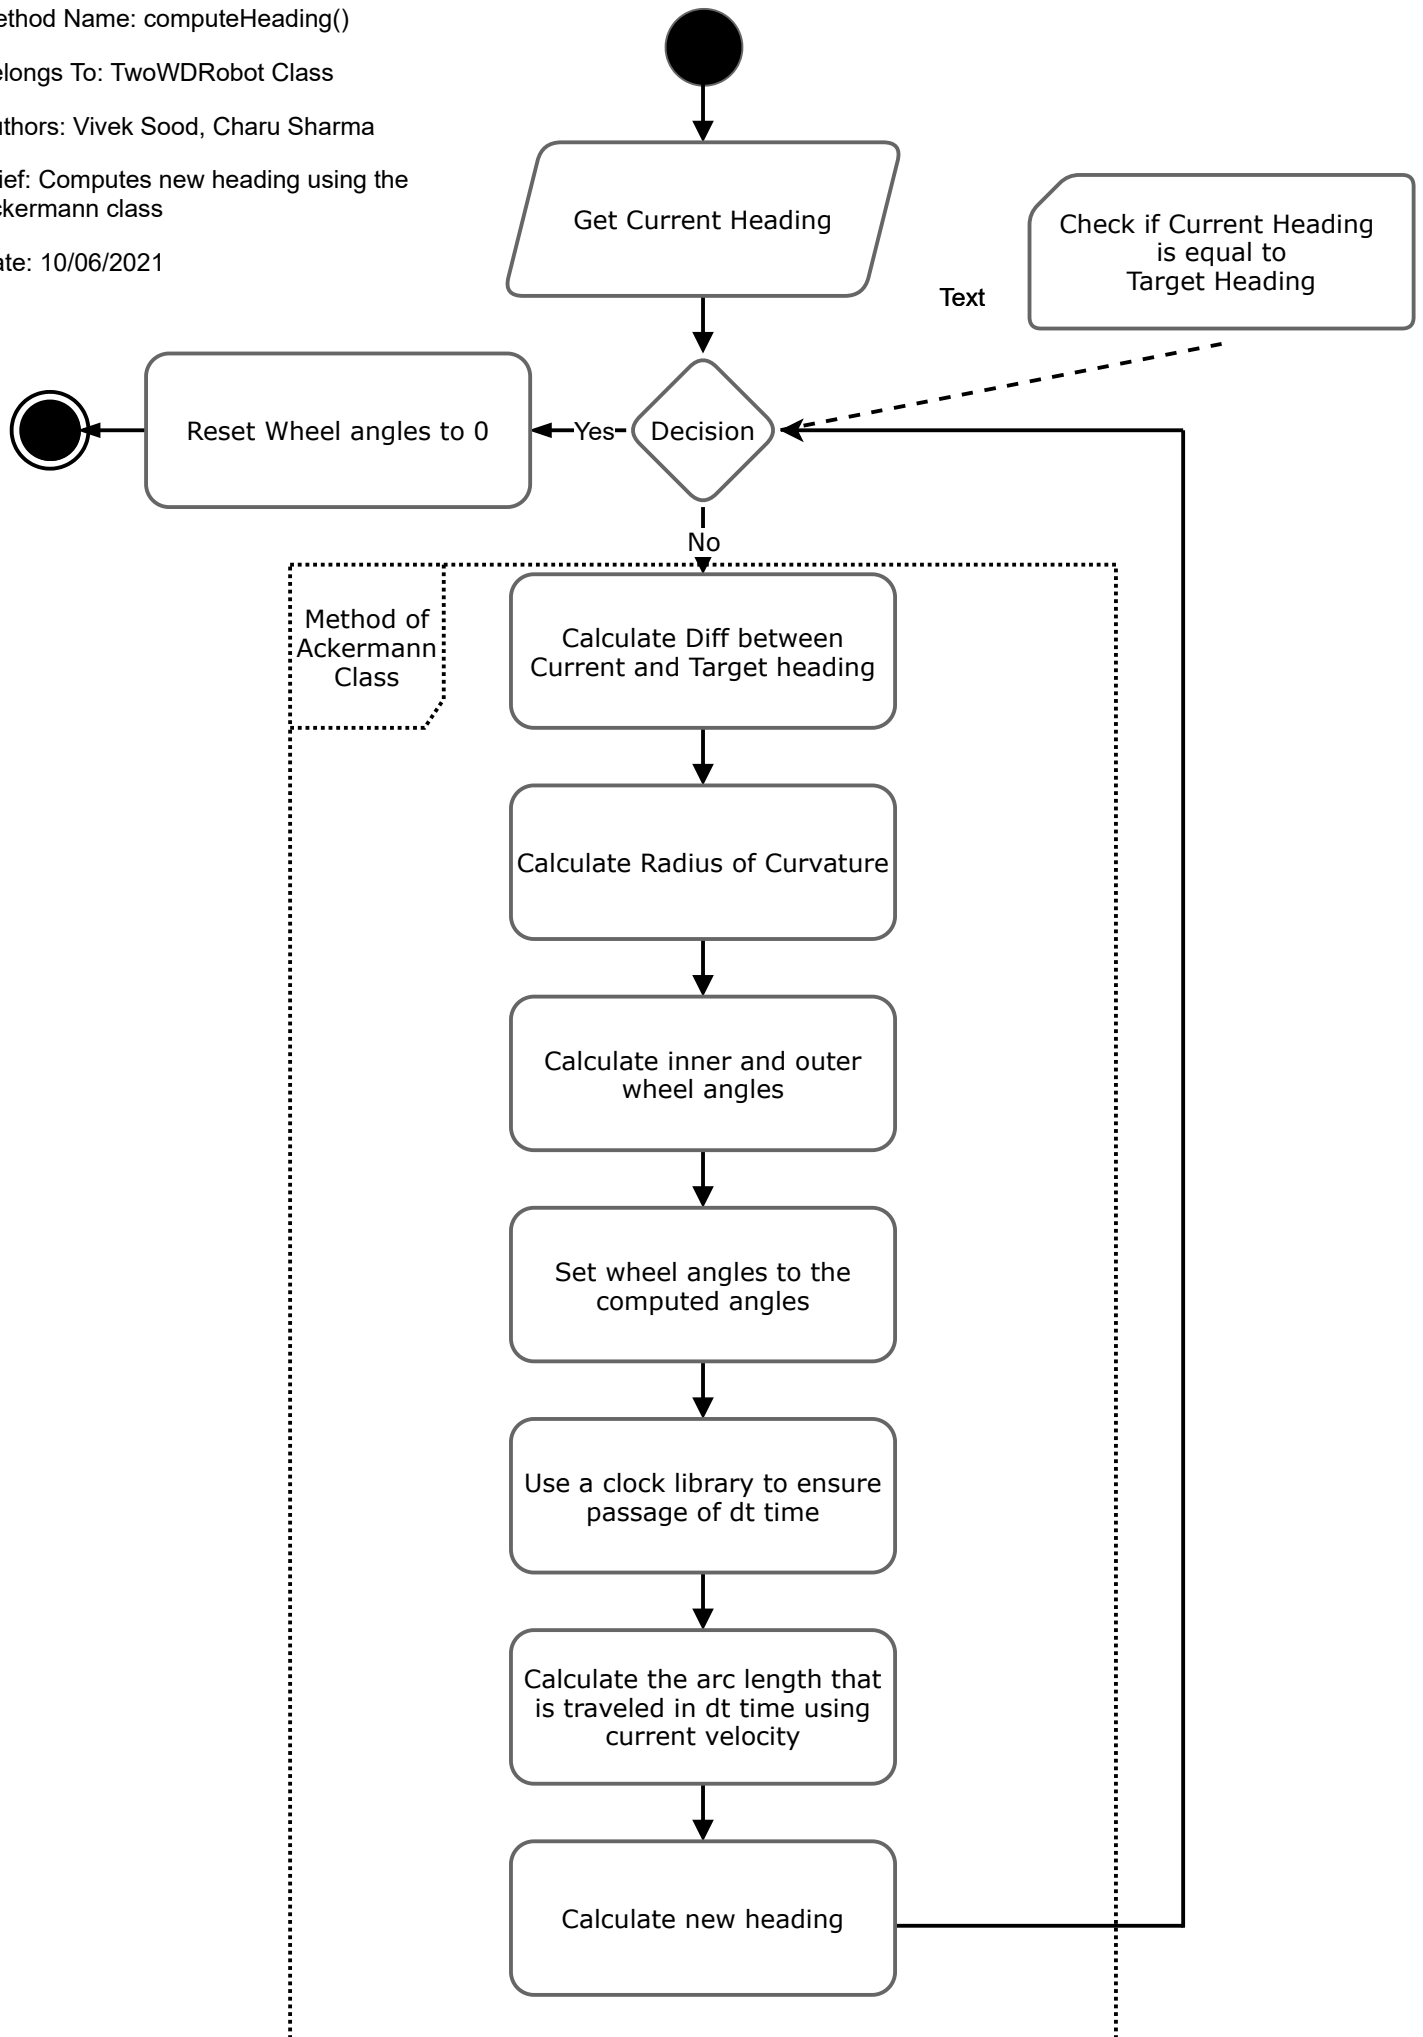 ethod Name: computeHeading()
elongs To: TwoWDRobot Class
uthors: Vivek Sood, Charu Sharma
ief: Computes new heading using the
ckermann class
ate: 10/06/2021
Get Current Heading
Check if Current Heading
is equal to
Target Heading
Text
Reset Wheel angles to 0
Yes
Decision
No
Method of
Ackermann
Class
Calculate Diff between
Current and Target heading
Calculate Radius of Curvature
Calculate inner and outer
wheel angles
Set wheel angles to the
computed angles
Use a clock library to ensure
passage of dt time
Calculate the arc length that
is traveled in dt time using
current velocity
Calculate new heading